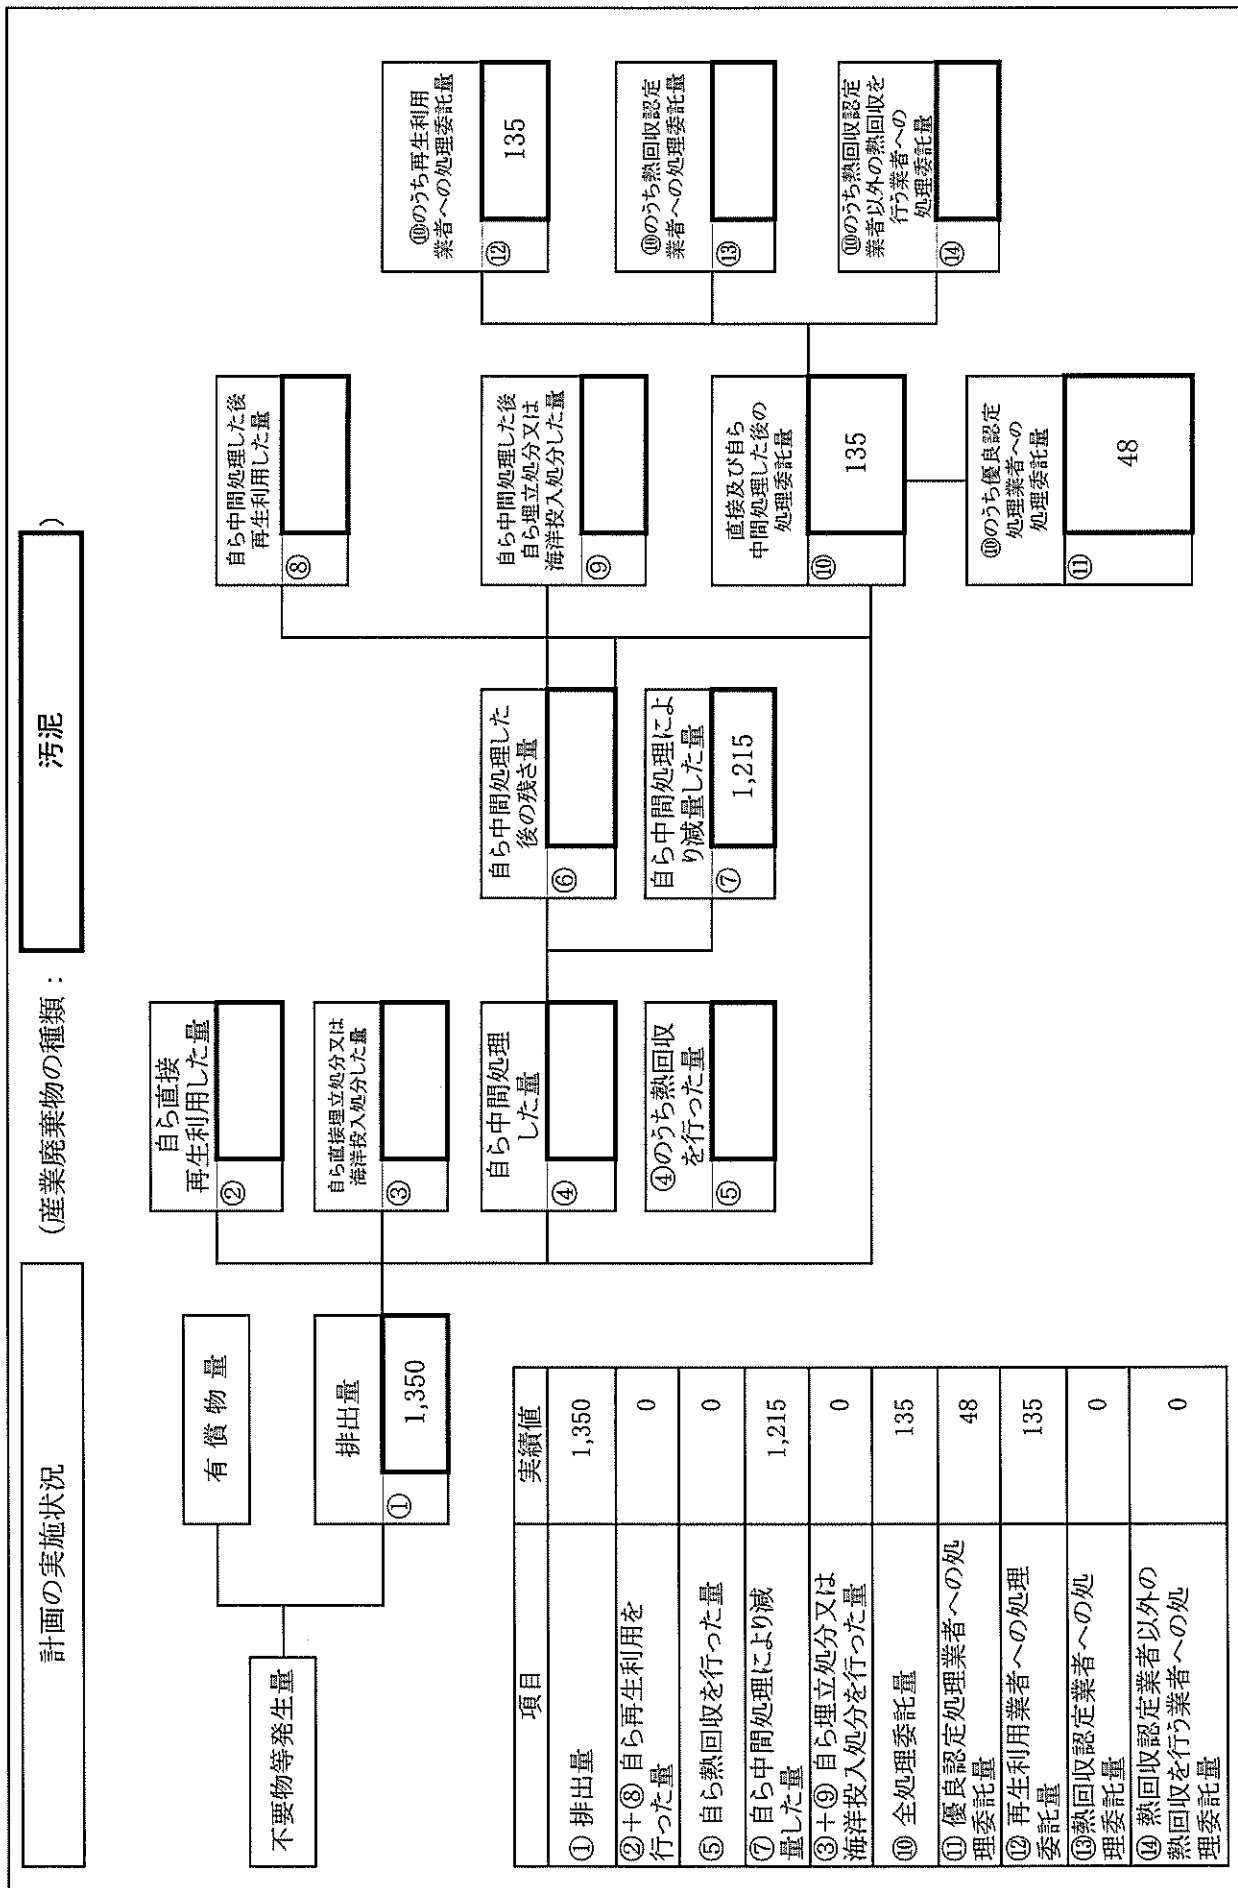 計画の実施状況
（産業廃棄物の種類：
汚泥
）
不要物等発生量
有償物量
排出量
①
1,350
自ら直接
再生利用した量
②
自ら直接埋立処分又は
海洋投入処分した量
③
自ら中間処理
した量
④
④のうち熱回収
を行った量
⑤
自ら中間処理した
後の残さ量
⑥
自ら中間処理によ
り減量した量
⑦
1,215
自ら中間処理した後
再生利用した量
⑧
自ら中間処理した後
自ら埋立処分又は
海洋投入処分した量
⑨
直接及び自ら
中間処理した後の
処理委託量
⑩
135
⑩のうち優良認定
処理業者への
処理委託量
⑪
48
⑩のうち再生利用
業者への処理委託量
⑫
135
⑩のうち熱回収認定
業者への処理委託量
⑬
⑩のうち熱回収認定
業者以外の熱回収を
行う業者への
処理委託量
⑭
項目
実績値
① 排出量
1,350
②＋⑧ 自ら再生利用を
行った量
0
⑤ 自ら熱回収を行った量
0
⑦ 自ら中間処理により減
量した量
1,215
③＋⑨ 自ら埋立処分又は
海洋投入処分を行った量
0
⑩ 全処理委託量
135
⑪ 優良認定処理業者への処
理委託量
48
⑫ 再生利用業者への処理
委託量
135
⑬熱回収認定業者への処
理委託量
0
⑭ 熱回収認定業者以外の
熱回収を行う業者への処
理委託量
0